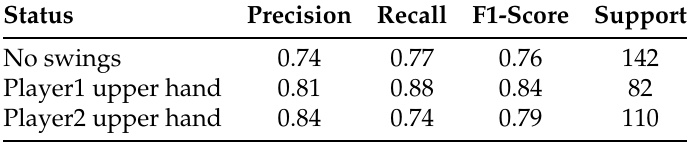 Status Precision Recall F1-Score Support
No swings 0.74 0.77 0.76 142
Player1 upper hand 0.81 0.88 0.84 82
Player2 upper hand 0.84 0.74 0.79 110